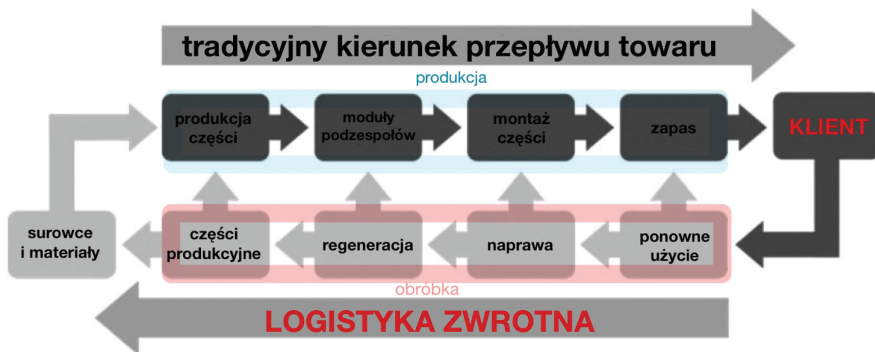 tradycyjny kierunek przepływu towaru
produkcja
produkcja
części
moduły
podzespołów
montaż
części
zapas
KLIENT
surowce
i materiały
części
produkcyjne
regeneracja
naprawa
ponowne
użycie
obróbka
LOGISTYKA ZWROTNA